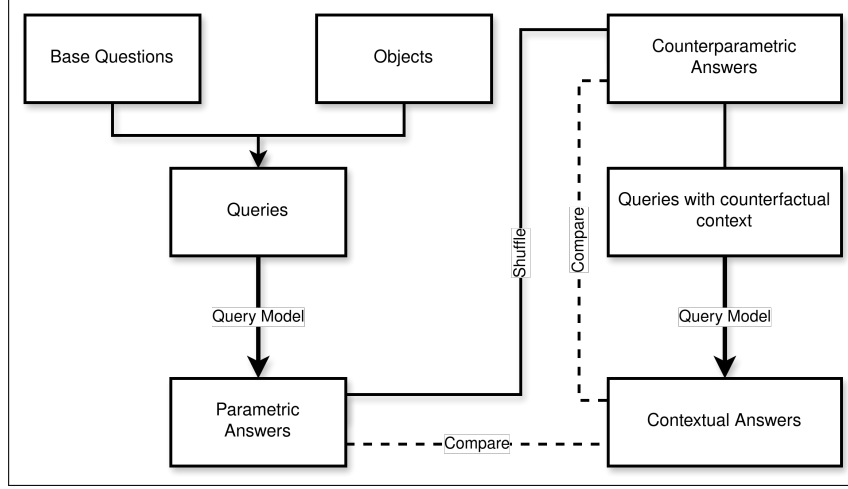 Base Questions
Objects
Counterparametric
Answers
Queries
Queries with counterfactual
context
Shuffle
Compare
Query Model
Query Model
Parametric
Answers
Contextual Answers
Compare